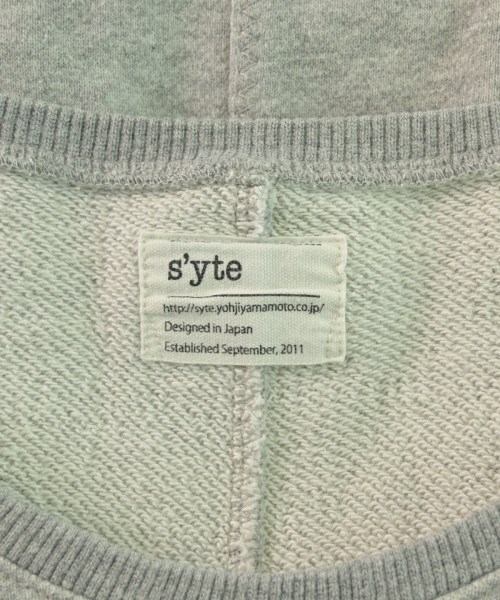 s'yte
http://syte.yohjiyamamoto.co.jp/
Designed in Japan
Established September, 2011